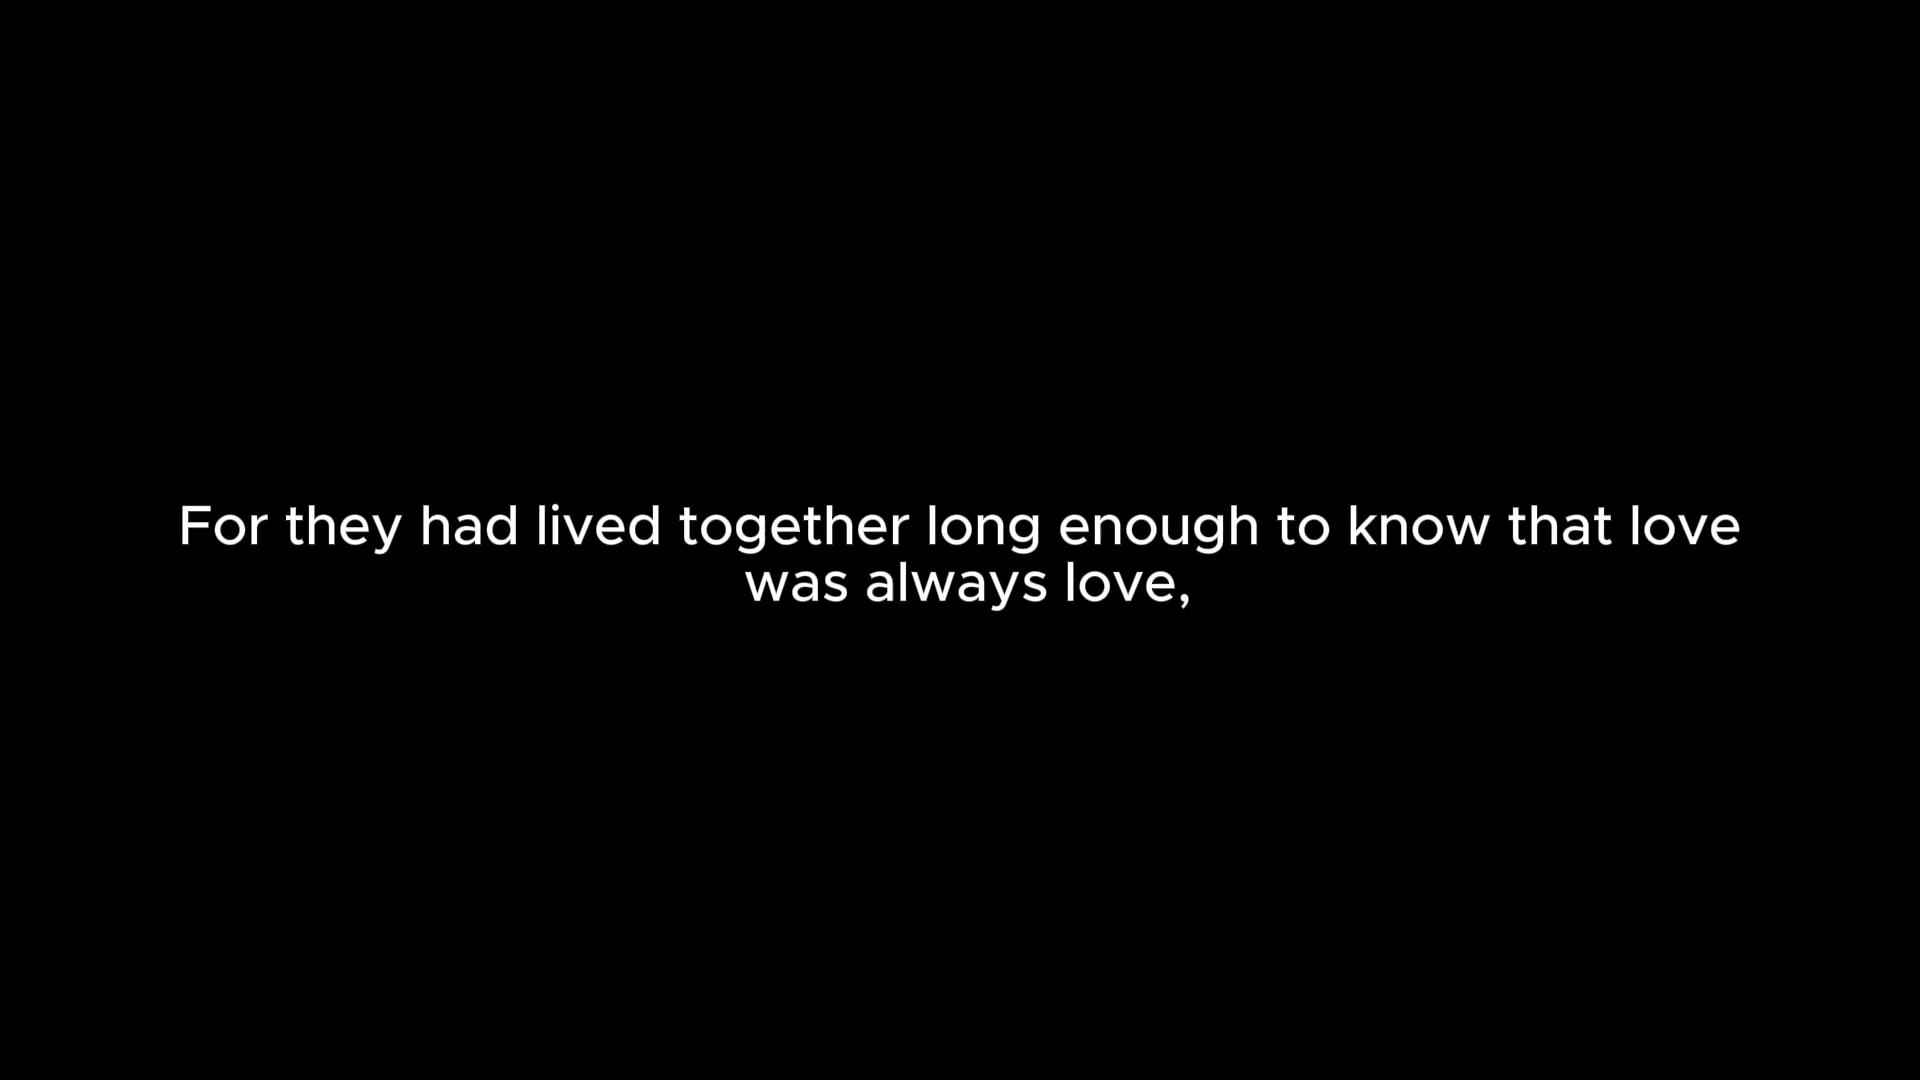 For they had lived together long enough to know that love
was always love,